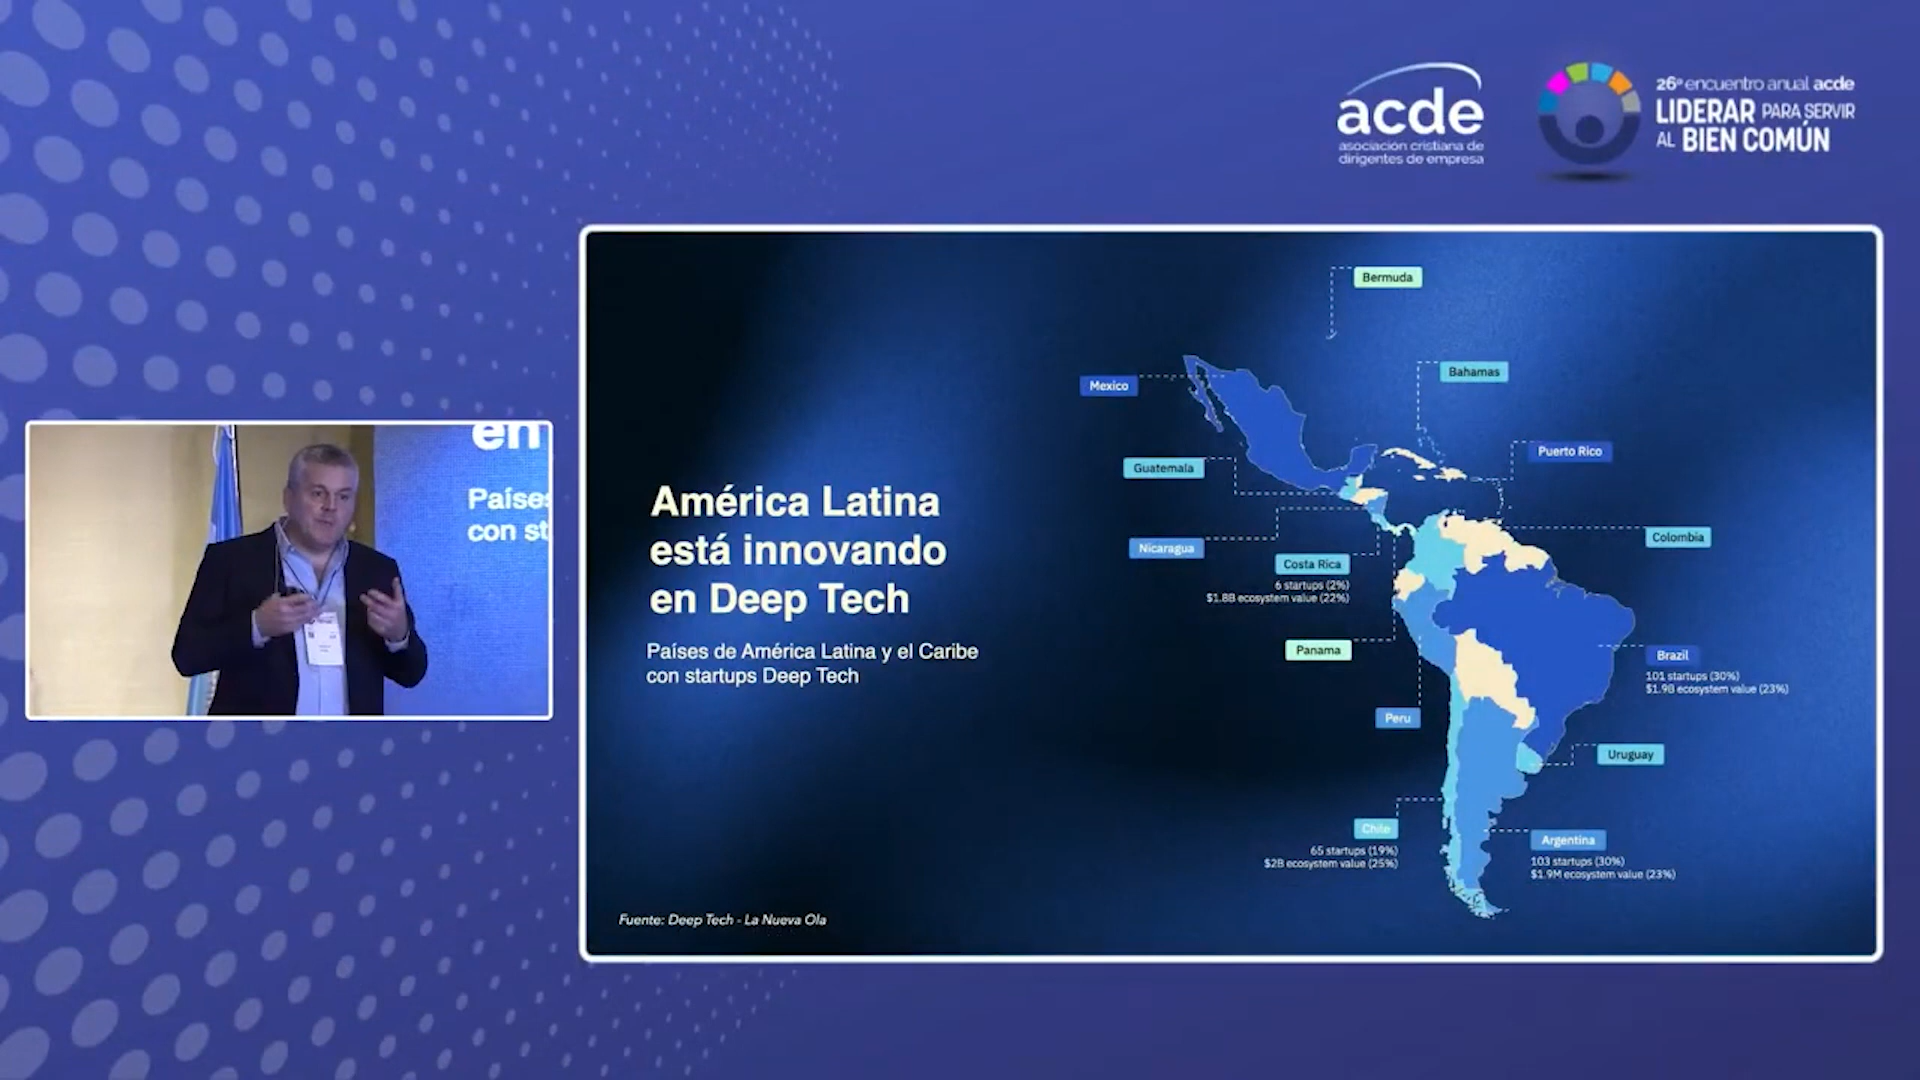 acde
asociación cristiana de
dirigentes de empresa
26º encuentro anual acde
LIDERAR PARA SERVIR
AL BIEN COMÚN
en
Países
con st
América Latina
está innovando
en Deep Tech
Países de América Latina y el Caribe
con startups Deep Tech
Fuente: Deep Tech - La Nueva Ola
Bermuda
Bahamas
Mexico
Puerto Rico
Guatemala
Colombia
Nicaragua
Costa Rica
6 startups (2%)
$1.8B ecosystem value (22%)
Panama
Brazil
101 startups (30%)
$1.9B ecosystem value (23%)
Peru
Uruguay
Chile
65 startups (19%)
$2B ecosystem value (25%)
Argentina
103 startups (30%)
$1.9M ecosystem value (23%)